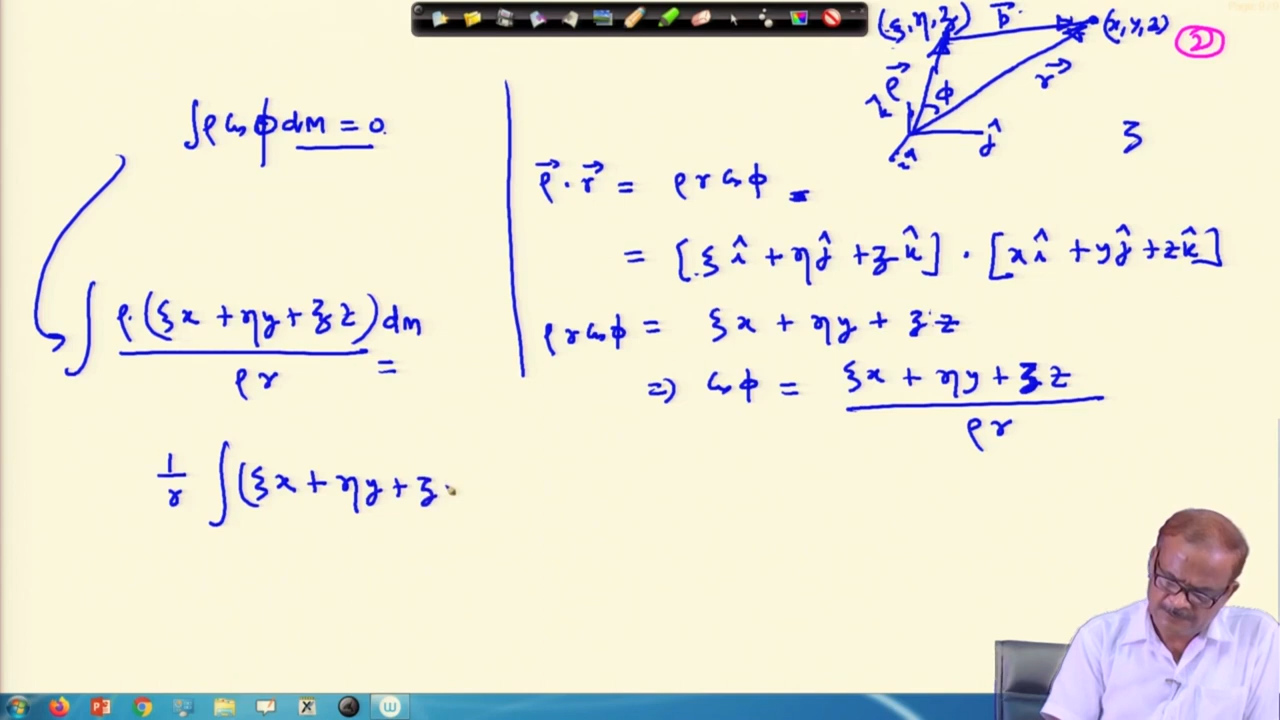 ∫ρ cos ϕ dm = 0.
∫ ρ·(ξx + ηy + ζz) dm / ρr =
1/r ∫(ξx + ηy + ζ
(ξ, η, ζ) b⃗ (x, y, z) ②
ρ⃗ ϕ r⃗
k̂ ĵ î ζ
ρ⃗ · r⃗ = ρ r cos ϕ
= [ξ î + η ĵ + ζ k̂] · [x î + y ĵ + z k̂]
ρ r cos ϕ = ξx + ηy + ζz
⇒ cos ϕ = (ξx + ηy + ζz) / ρr